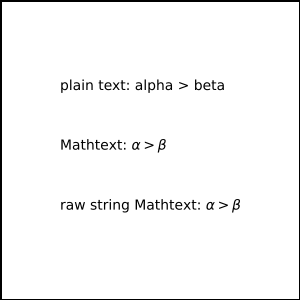 plain text: alpha > beta
Mathtext: α > β
raw string Mathtext: α > β